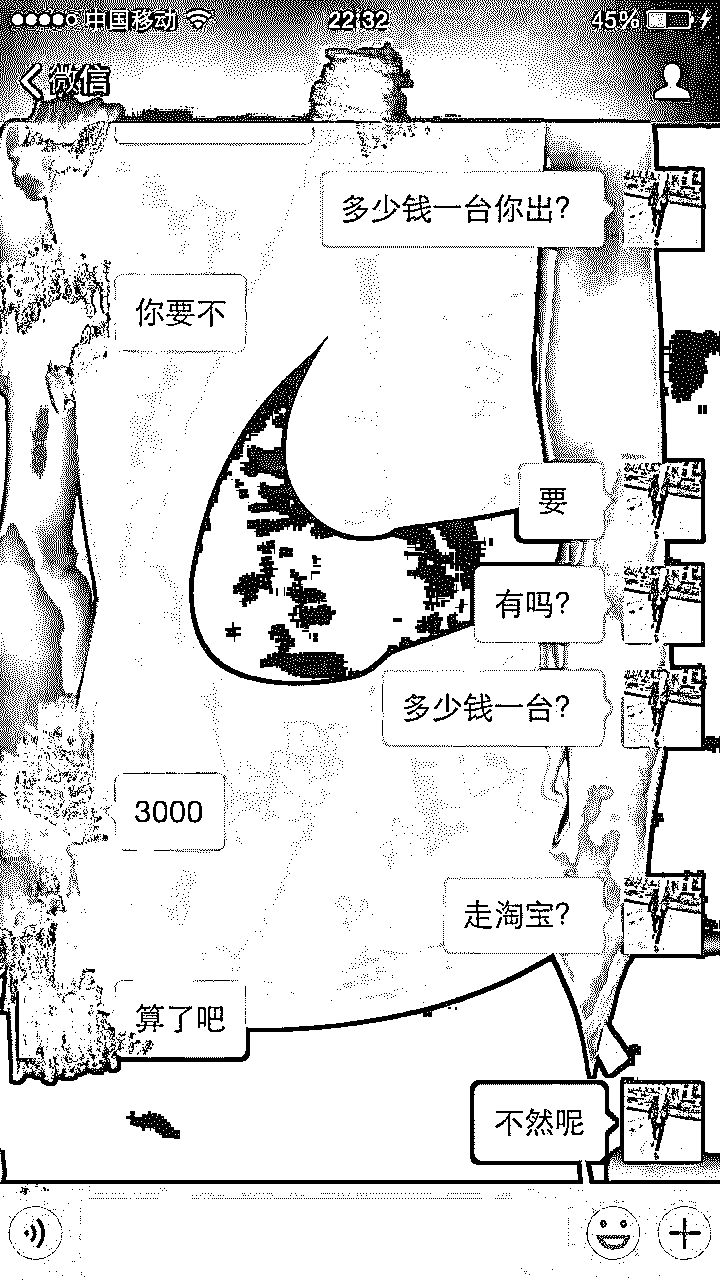 中国移动 22:32 45%
微信
多少钱一台你出?
你要不
要
有吗?
多少钱一台?
3000
走淘宝?
算了吧
不然呢